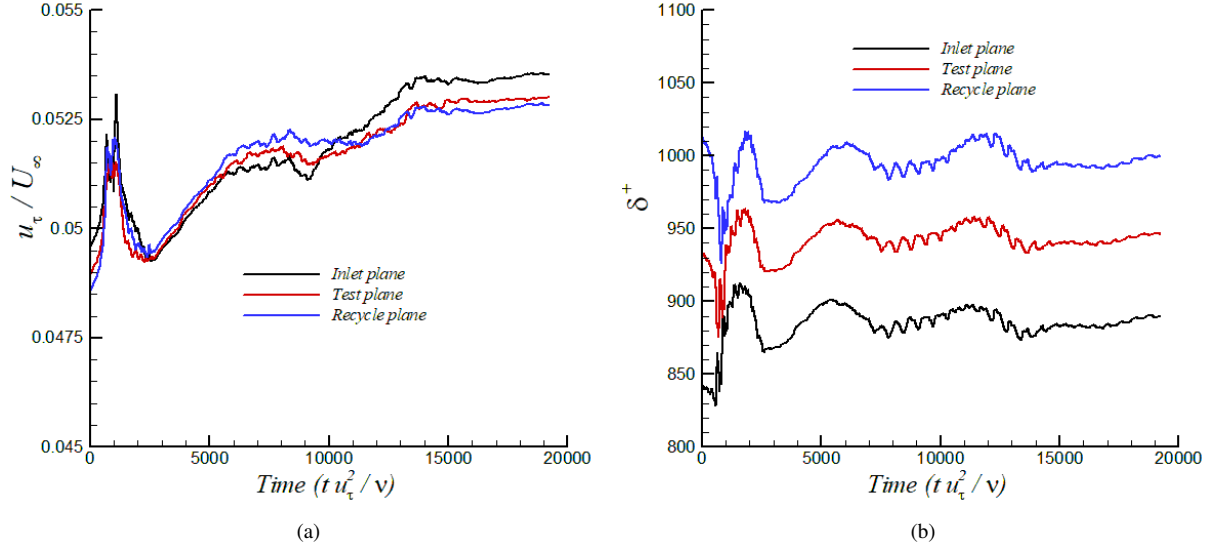 0.055
0.0525
0.05
0.0475
0.045
u_τ / U_∞
Inlet plane
Test plane
Recycle plane
0
5000
10000
15000
20000
Time (t u_τ^2 / ν)
(a)
1100
1050
1000
950
900
850
800
δ^+
Inlet plane
Test plane
Recycle plane
0
5000
10000
15000
20000
Time (t u_τ^2 / ν)
(b)